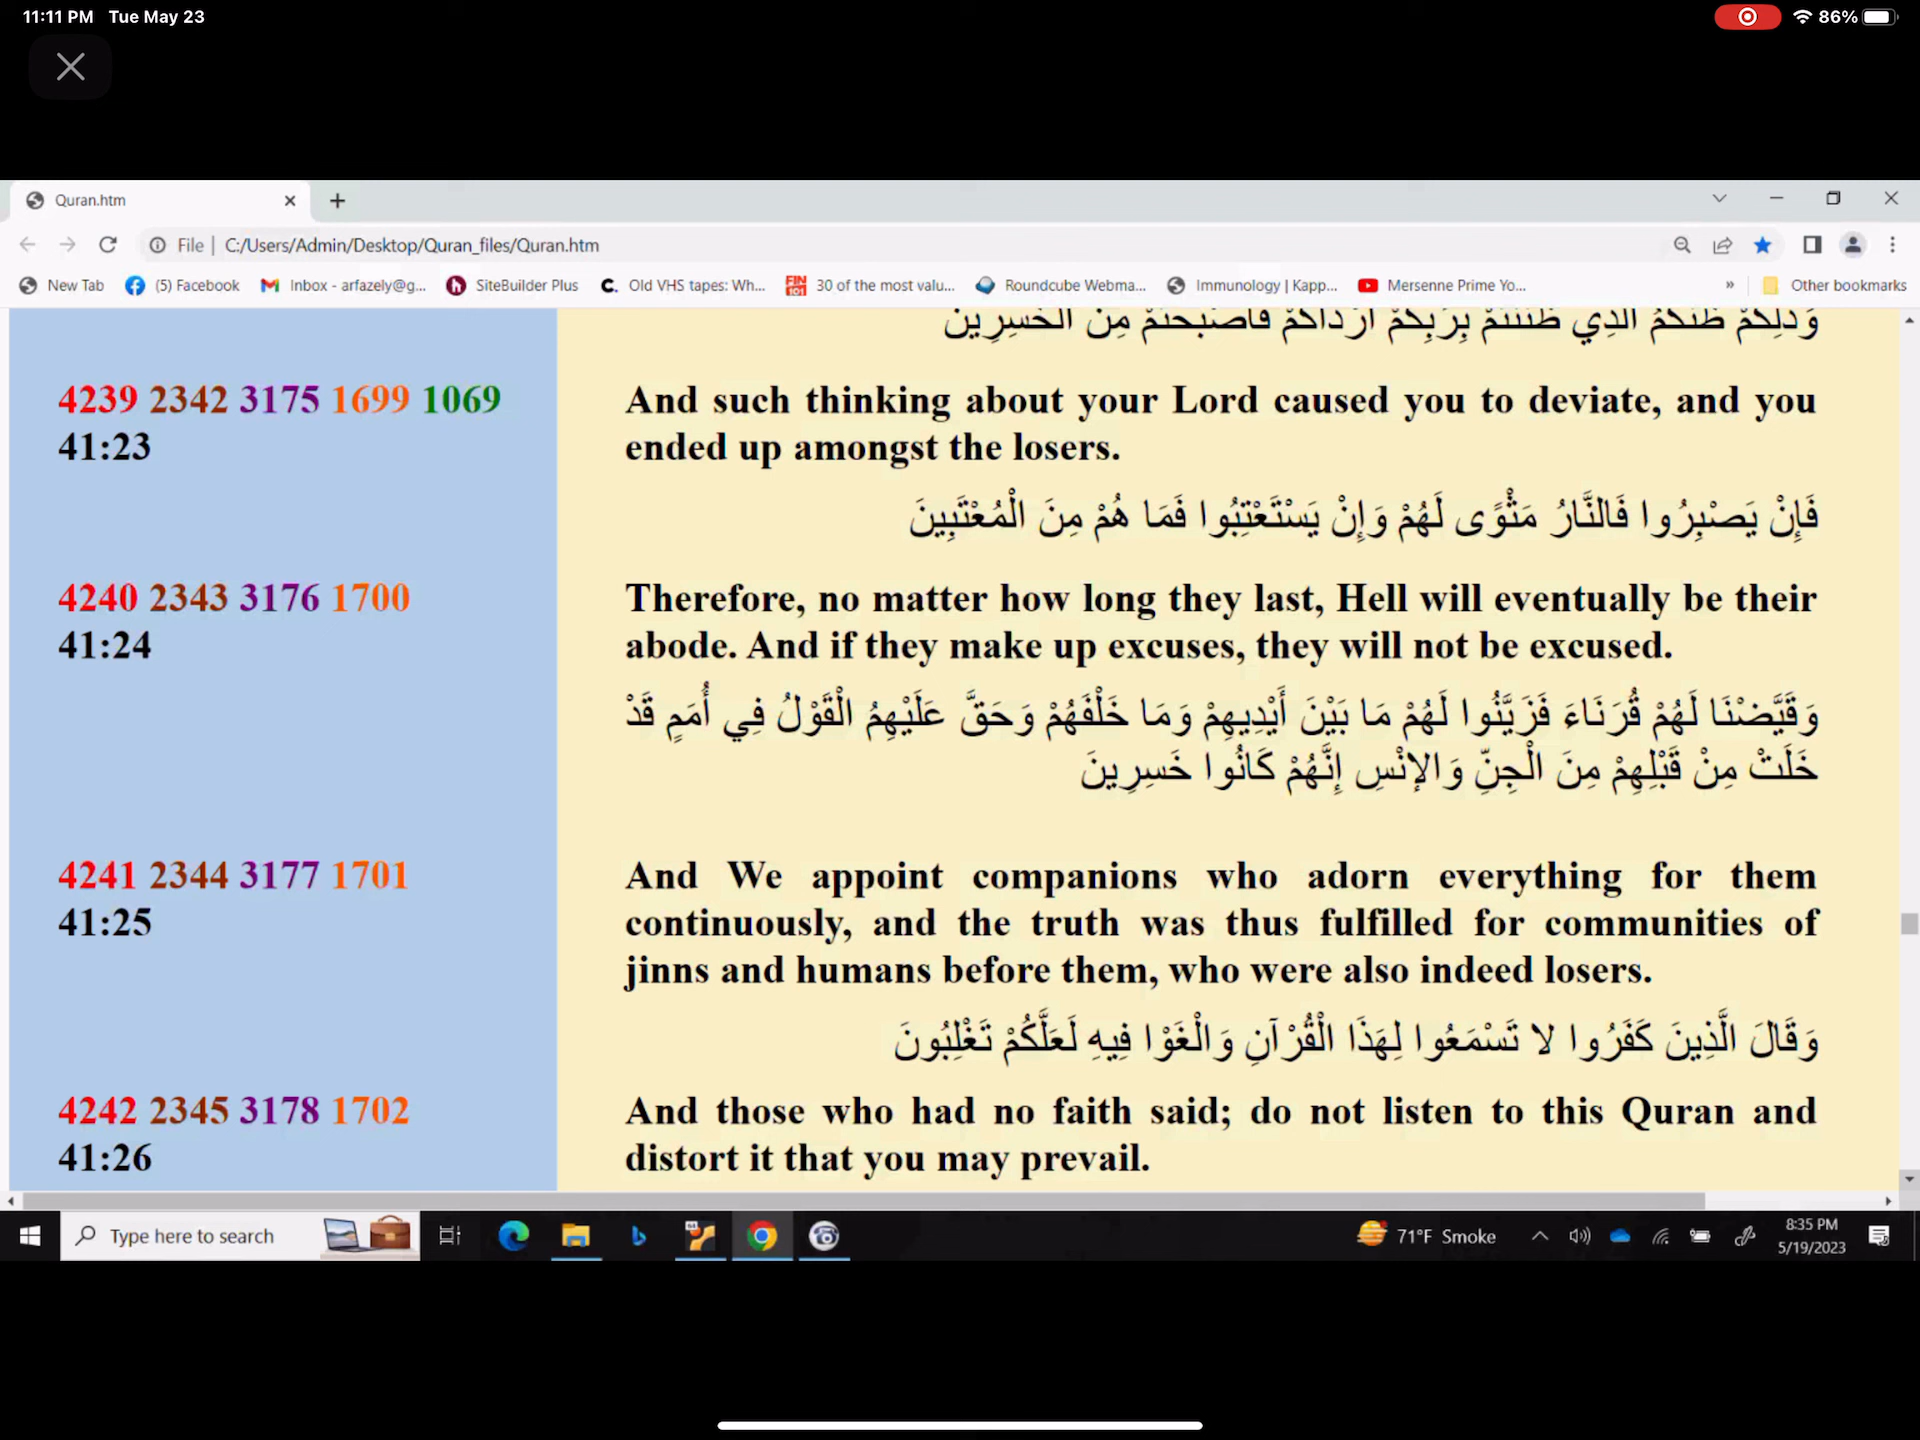 11:11 PM Tue May 23
86%
Quran.htm
File | C:/Users/Admin/Desktop/Quran_files/Quran.htm
New Tab (5) Facebook Inbox - arfazely@g... SiteBuilder Plus Old VHS tapes: Wh... FIN 101 30 of the most valu... Roundcube Webma... Immunology | Kapp... Mersenne Prime Yo... » Other bookmarks
وَذَلِكُمْ ظَنُّكُمُ الَّذِي ظَنَنْتُمْ بِرَبِّكُمْ أَرْدَاكُمْ فَأَصْبَحْتُمْ مِنَ الْخَسِرِينَ
4239 2342 3175 1699 1069
41:23
And such thinking about your Lord caused you to deviate, and you
ended up amongst the losers.
فَإِنْ يَصْبِرُوا فَالنَّارُ مَثْوًى لَهُمْ وَإِنْ يَسْتَعْتِبُوا فَمَا هُمْ مِنَ الْمُعْتَبِينَ
4240 2343 3176 1700
41:24
Therefore, no matter how long they last, Hell will eventually be their
abode. And if they make up excuses, they will not be excused.
وَقَيَّضْنَا لَهُمْ قُرَنَاءَ فَزَيَّنُوا لَهُمْ مَا بَيْنَ أَيْدِيهِمْ وَمَا خَلْفَهُمْ وَحَقَّ عَلَيْهِمُ الْقَوْلُ فِي أُمَمٍ قَدْ
خَلَتْ مِنْ قَبْلِهِمْ مِنَ الْجِنِّ وَالإنْسِ إِنَّهُمْ كَانُوا خَسِرِينَ
4241 2344 3177 1701
41:25
And We appoint companions who adorn everything for them
continuously, and the truth was thus fulfilled for communities of
jinns and humans before them, who were also indeed losers.
وَقَالَ الَّذِينَ كَفَرُوا لا تَسْمَعُوا لِهَذَا الْقُرْآنِ وَالْغَوْا فِيهِ لَعَلَّكُمْ تَغْلِبُونَ
4242 2345 3178 1702
41:26
And those who had no faith said; do not listen to this Quran and
distort it that you may prevail.
Type here to search
71°F Smoke
8:35 PM
5/19/2023